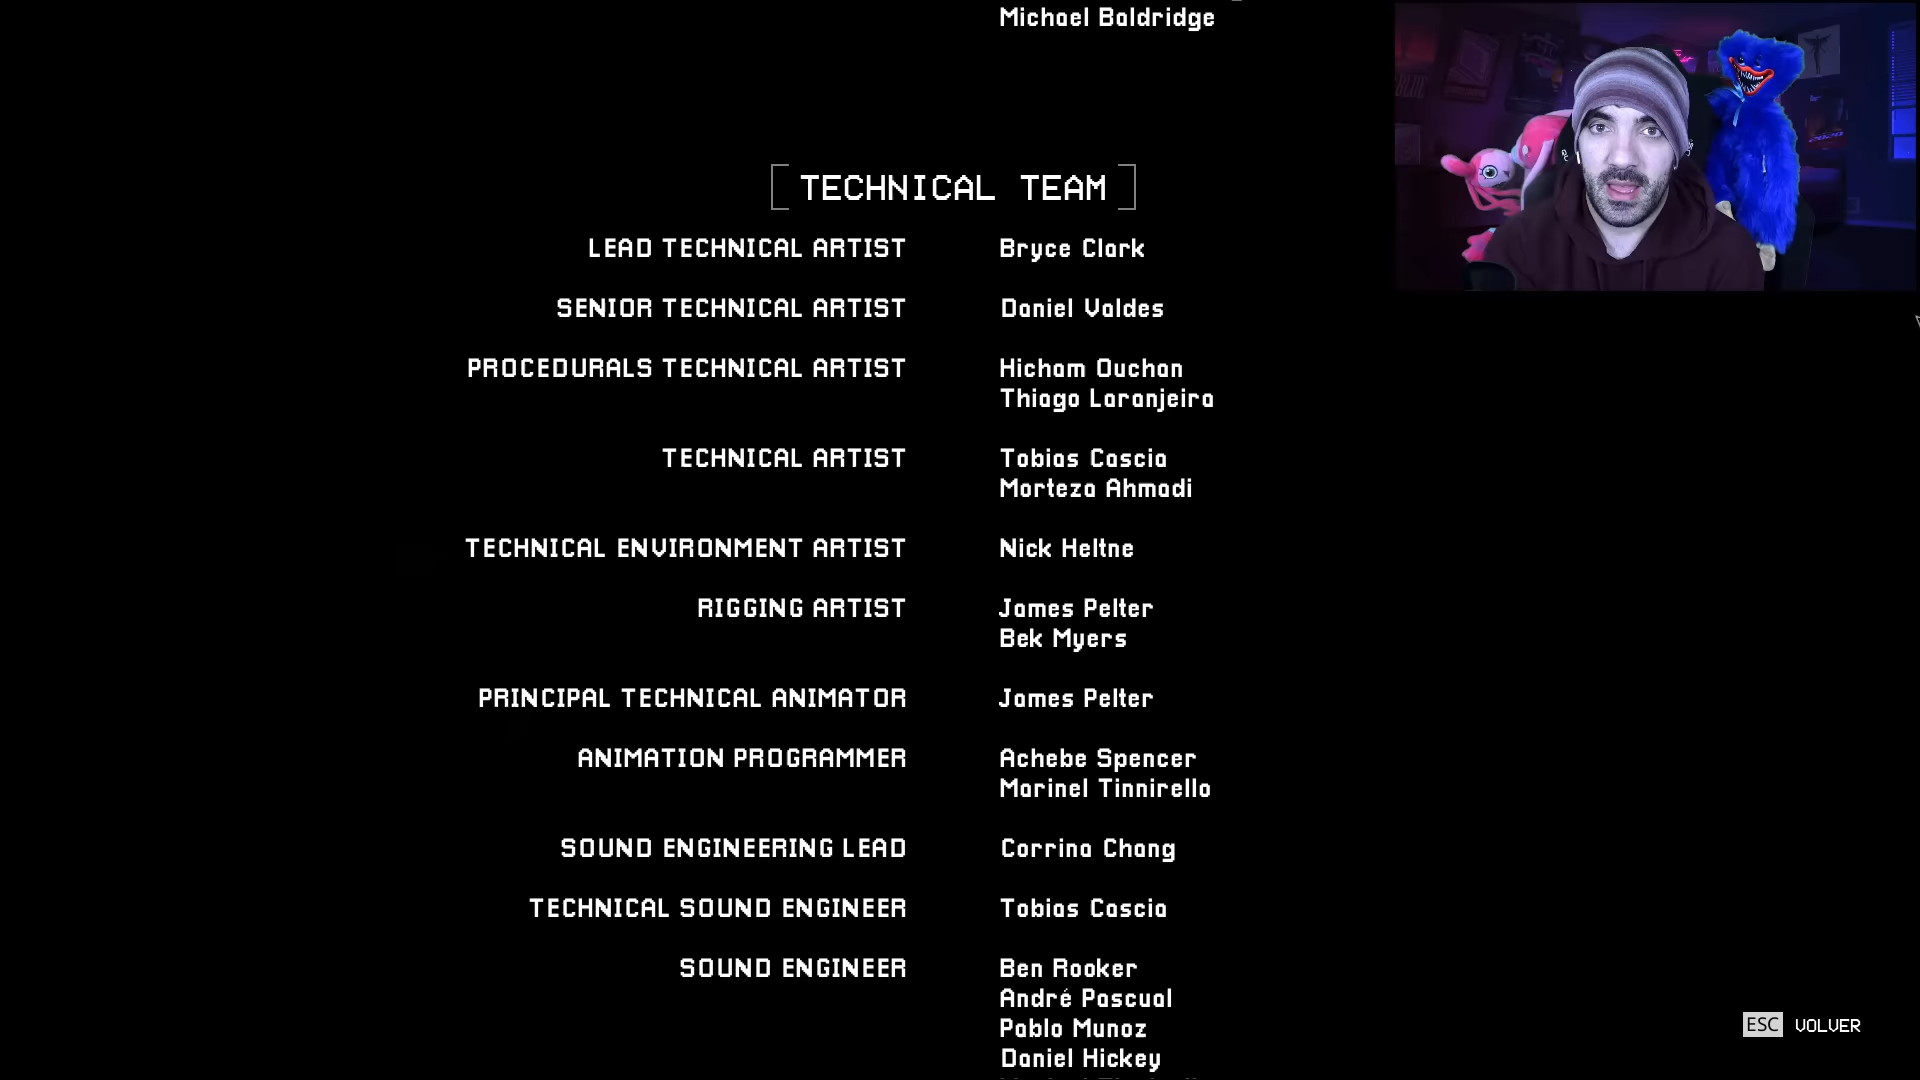 Michael Baldridge
TECHNICAL TEAM
LEAD TECHNICAL ARTIST Bryce Clark
SENIOR TECHNICAL ARTIST Daniel Valdes
PROCEDURALS TECHNICAL ARTIST Hicham Ouchan
Thiago Laranjeira
TECHNICAL ARTIST Tobias Cascia
Morteza Ahmadi
TECHNICAL ENVIRONMENT ARTIST Nick Heltne
RIGGING ARTIST James Pelter
Bek Myers
PRINCIPAL TECHNICAL ANIMATOR James Pelter
ANIMATION PROGRAMMER Achebe Spencer
Marinel Tinnirello
SOUND ENGINEERING LEAD Corrina Chang
TECHNICAL SOUND ENGINEER Tobias Cascia
SOUND ENGINEER Ben Rooker
André Pascual
Pablo Munoz
Daniel Hickey
ESC VOLVER